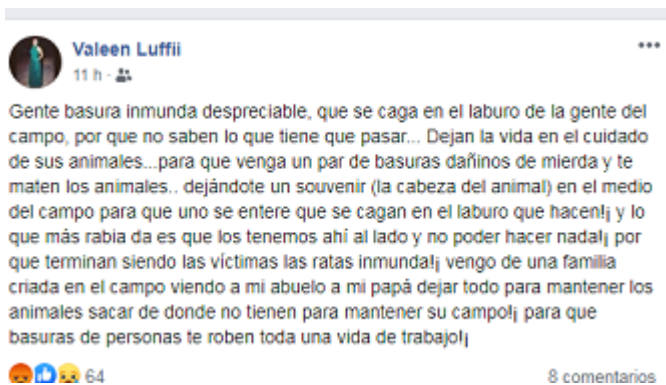 Valeen Luffii
11 h ·
Gente basura inmunda despreciable, que se caga en el laburo de la gente del
campo, por que no saben lo que tiene que pasar... Dejan la vida en el cuidado
de sus animales...para que venga un par de basuras dañinos de mierda y te
maten los animales.. dejándote un souvenir (la cabeza del animal) en el medio
del campo para que uno se entere que se cagan en el laburo que hacen!¡ y lo
que más rabia da es que los tenemos ahí al lado y no poder hacer nada!¡ por
que terminan siendo las víctimas las ratas inmunda!¡ vengo de una familia
criada en el campo viendo a mi abuelo a mi papá dejar todo para mantener los
animales sacar de donde no tienen para mantener su campo!¡ para que
basuras de personas te roben toda una vida de trabajo!¡
64
8 comentarios